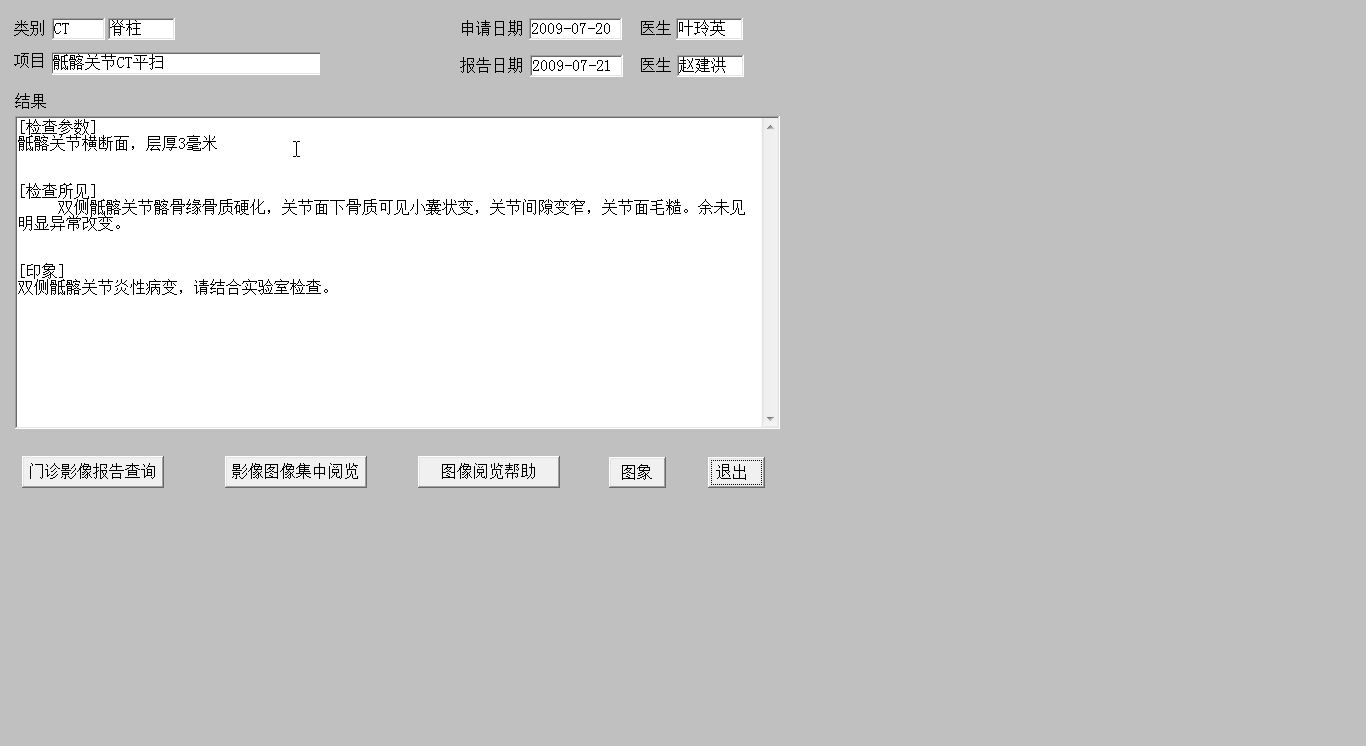 类别 CT 脊柱 申请日期 2009-07-20 医生 叶玲英
项目 骶髂关节CT平扫 报告日期 2009-07-21 医生 赵建洪
结果
[检查参数]
骶髂关节横断面，层厚3毫米
[检查所见]
双侧骶髂关节髂骨缘骨质硬化，关节面下骨质可见小囊状变，关节间隙变窄，关节面毛糙。余未见
明显异常改变。
[印象]
双侧骶髂关节炎性病变，请结合实验室检查。
门诊影像报告查询 影像图像集中阅览 图像阅览帮助 图象 退出